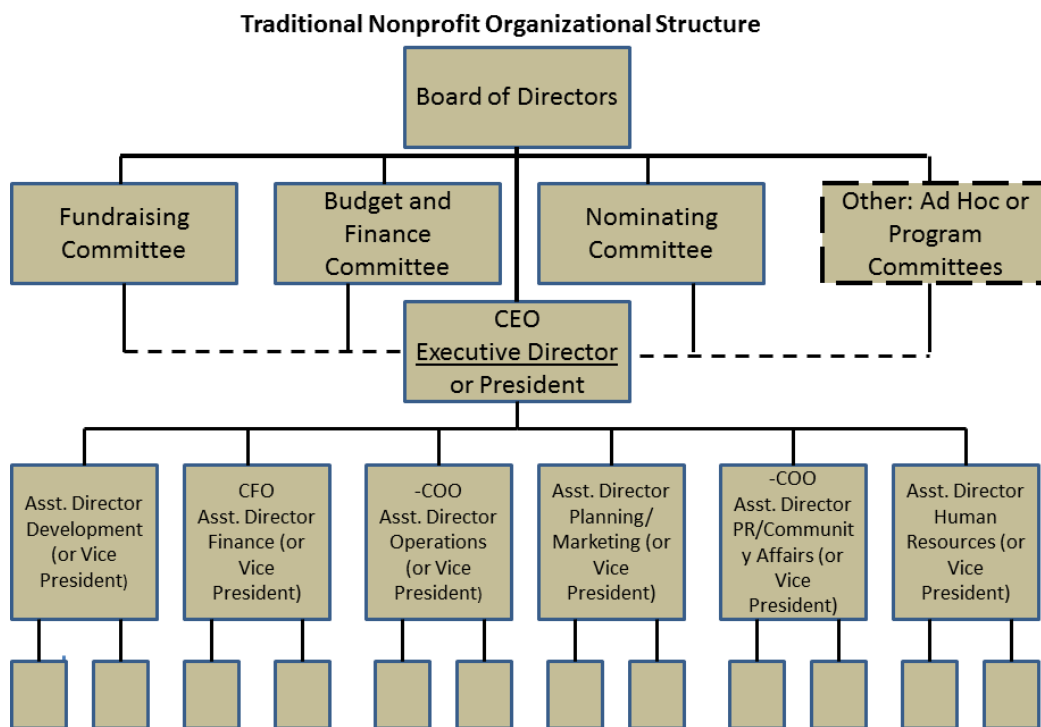 Traditional Nonprofit Organizational Structure
Board of Directors
Fundraising
Committee
Budget and
Finance
Committee
Nominating
Committee
Other: Ad Hoc or
Program
Committees
CEO
Executive Director
or President
Asst. Director
Development
(or Vice
President)
CFO
Asst. Director
Finance (or
Vice
President)
-COO
Asst. Director
Operations
(or Vice
President)
Asst. Director
Planning/
Marketing (or
Vice
President)
-COO
Asst. Director
PR/Communit
y Affairs (or
Vice
President)
Asst. Director
Human
Resources (or
Vice
President)